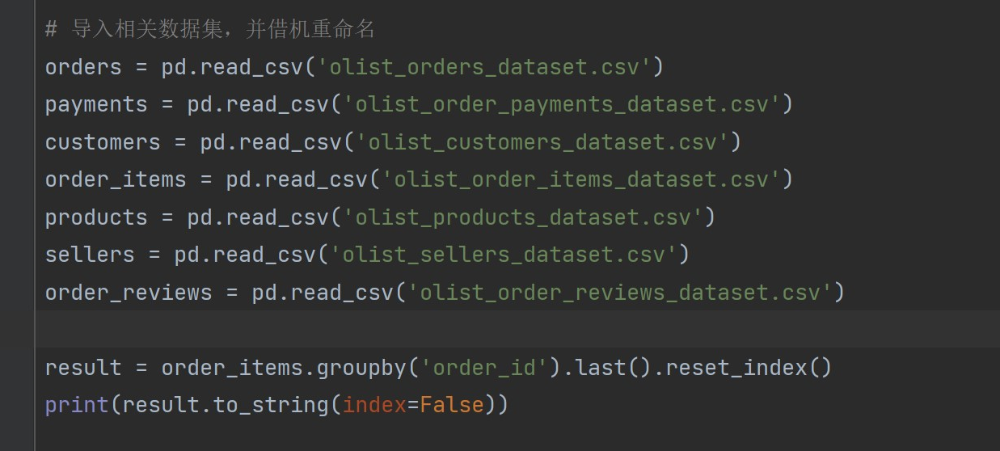 # 导入相关数据集，并借机重命名
orders = pd.read_csv('olist_orders_dataset.csv')
payments = pd.read_csv('olist_order_payments_dataset.csv')
customers = pd.read_csv('olist_customers_dataset.csv')
order_items = pd.read_csv('olist_order_items_dataset.csv')
products = pd.read_csv('olist_products_dataset.csv')
sellers = pd.read_csv('olist_sellers_dataset.csv')
order_reviews = pd.read_csv('olist_order_reviews_dataset.csv')
result = order_items.groupby('order_id').last().reset_index()
print(result.to_string(index=False))